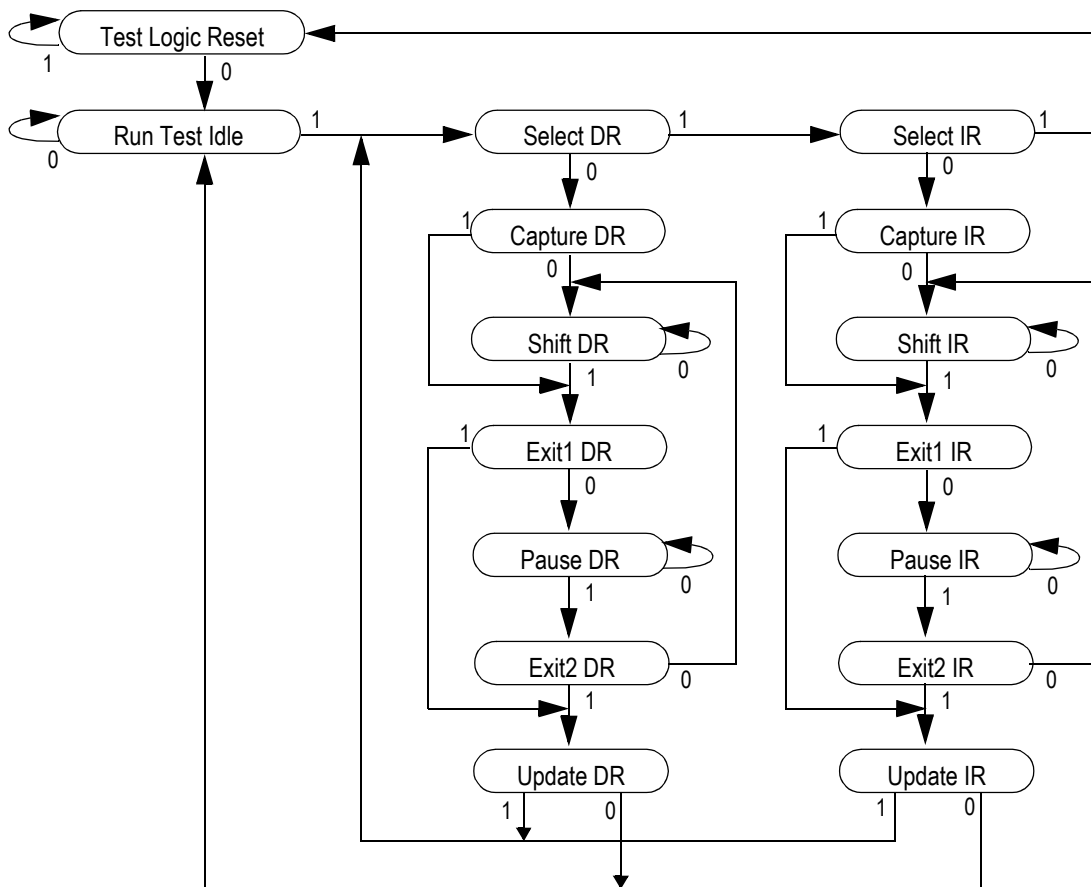 Test Logic Reset
1
0
Run Test Idle
1
0
Select DR
1
0
Select IR
1
0
1
Capture DR
0
1
Capture IR
0
Shift DR
0
1
Shift IR
0
1
1
Exit1 DR
0
1
Exit1 IR
0
Pause DR
0
1
Pause IR
0
1
Exit2 DR
0
1
Exit2 IR
0
1
Update DR
1
0
Update IR
1
0